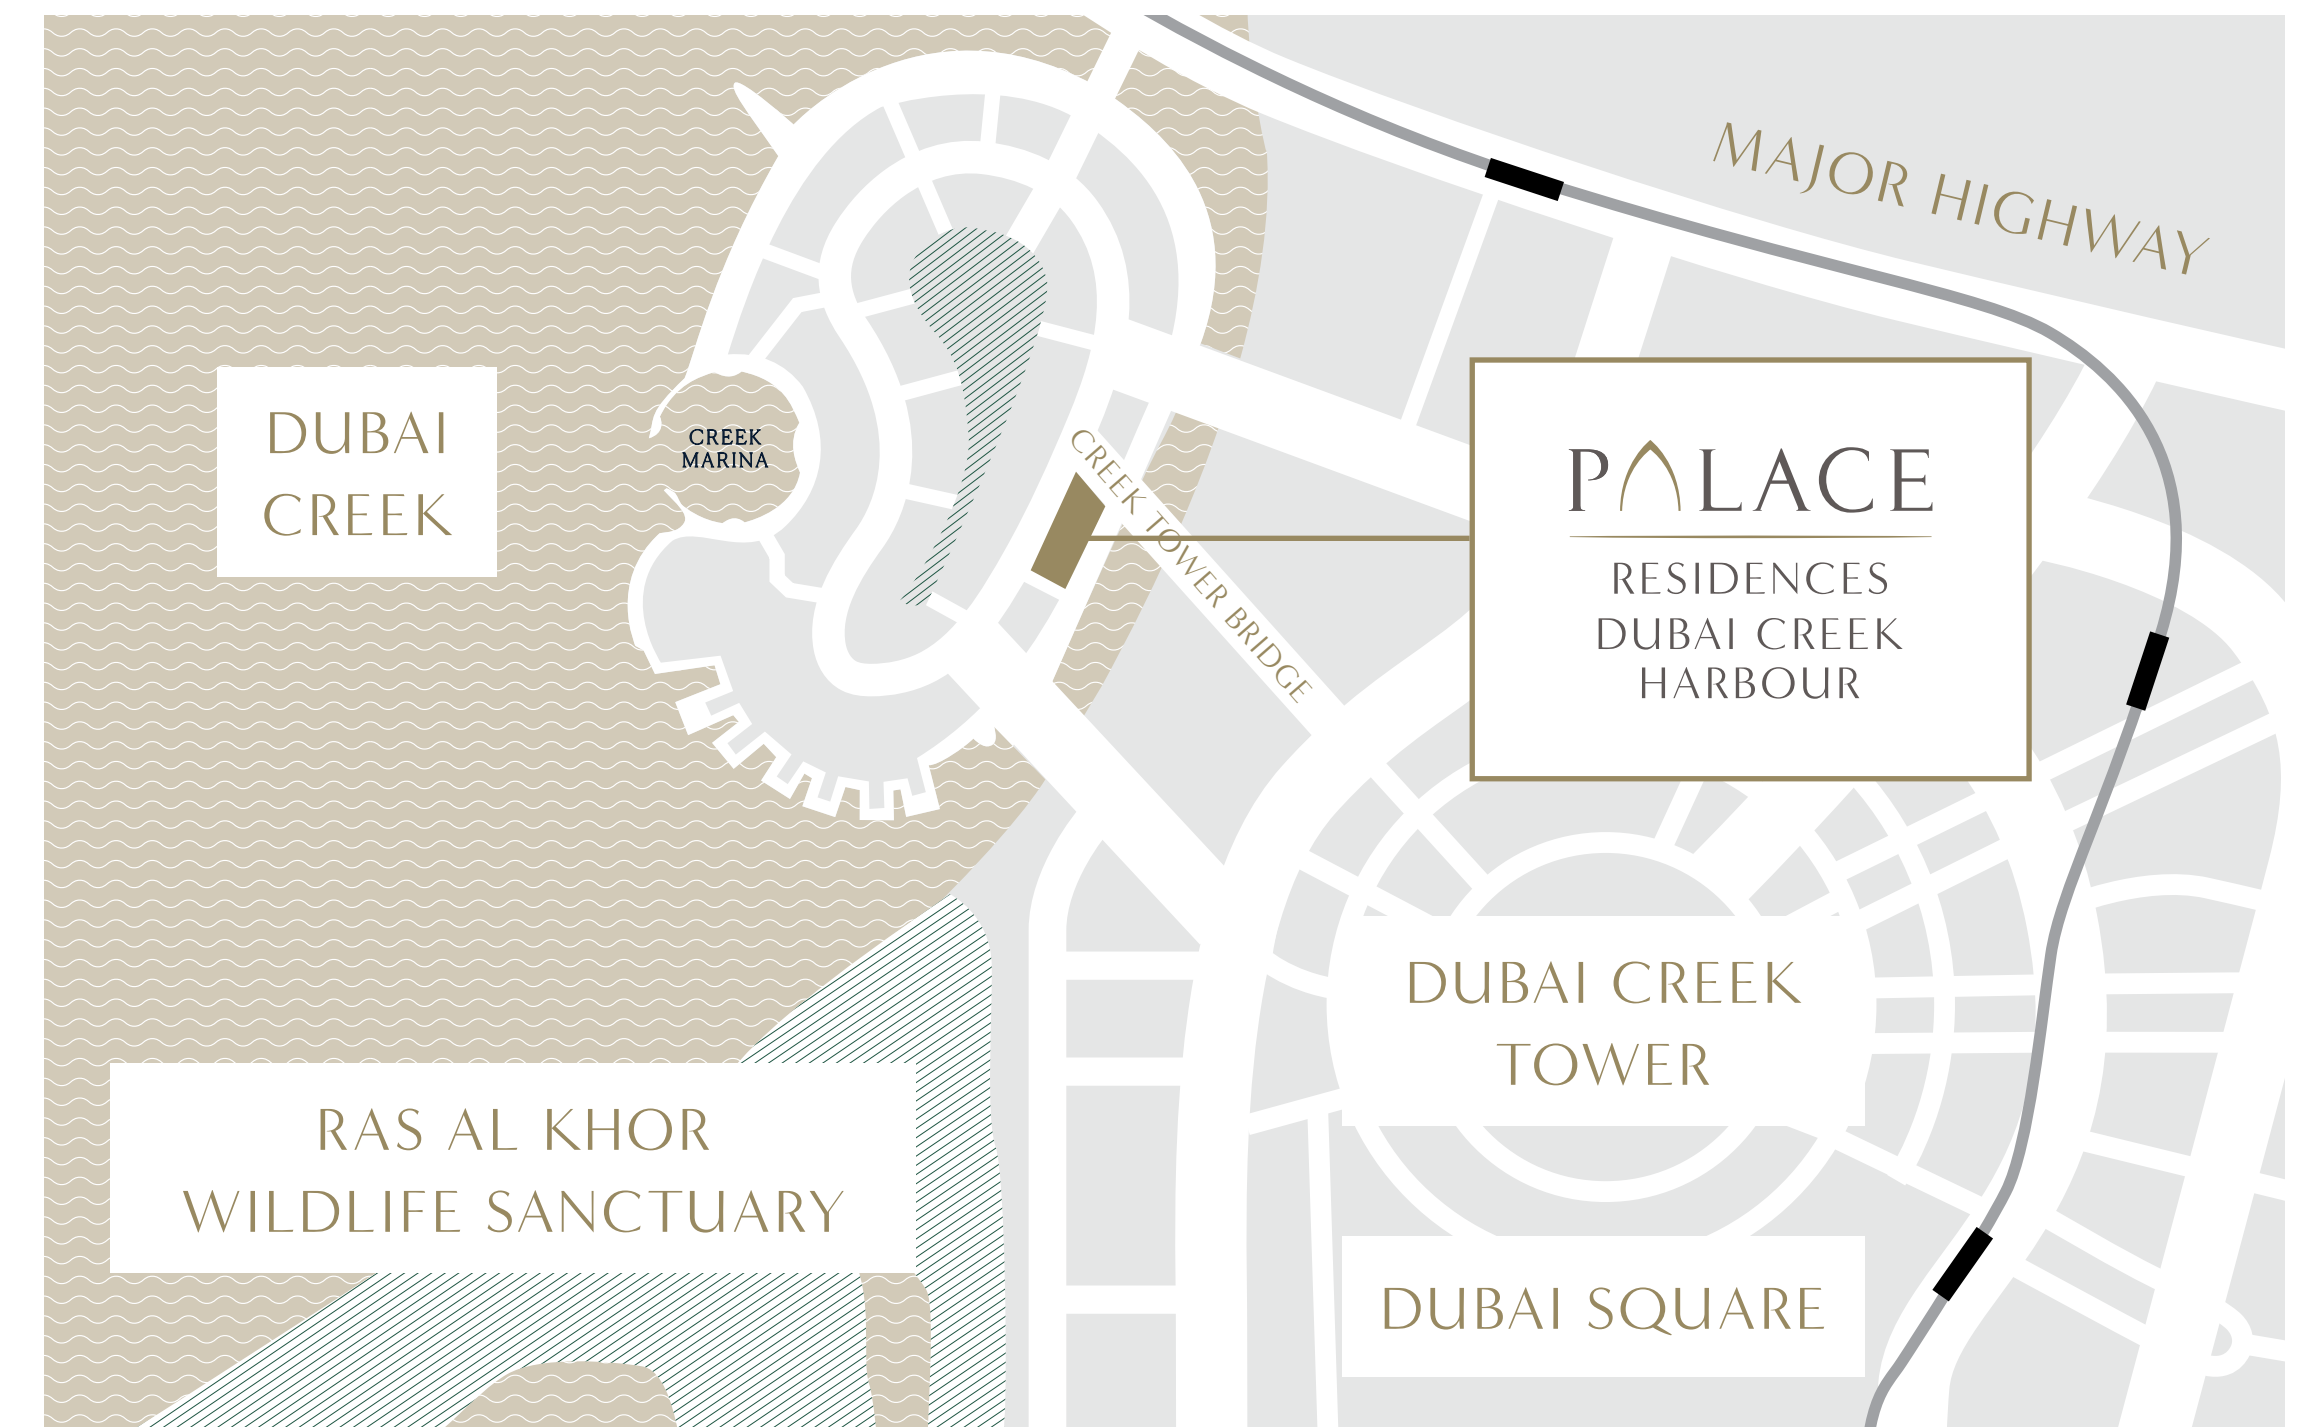 MAJOR HIGHWAY
DUBAI
CREEK
CREEK
MARINA
CREEK TOWER BRIDGE
PALACE
RESIDENCES
DUBAI CREEK
HARBOUR
DUBAI CREEK
TOWER
RAS AL KHOR
WILDLIFE SANCTUARY
DUBAI SQUARE